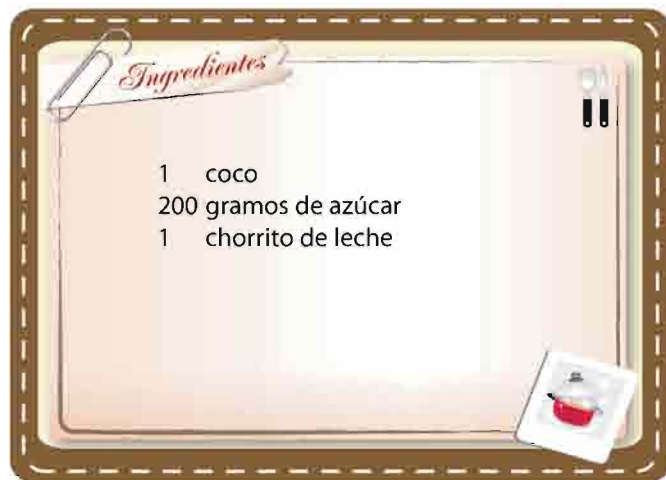 Ingredientes
1 coco
200 gramos de azúcar
1 chorrito de leche